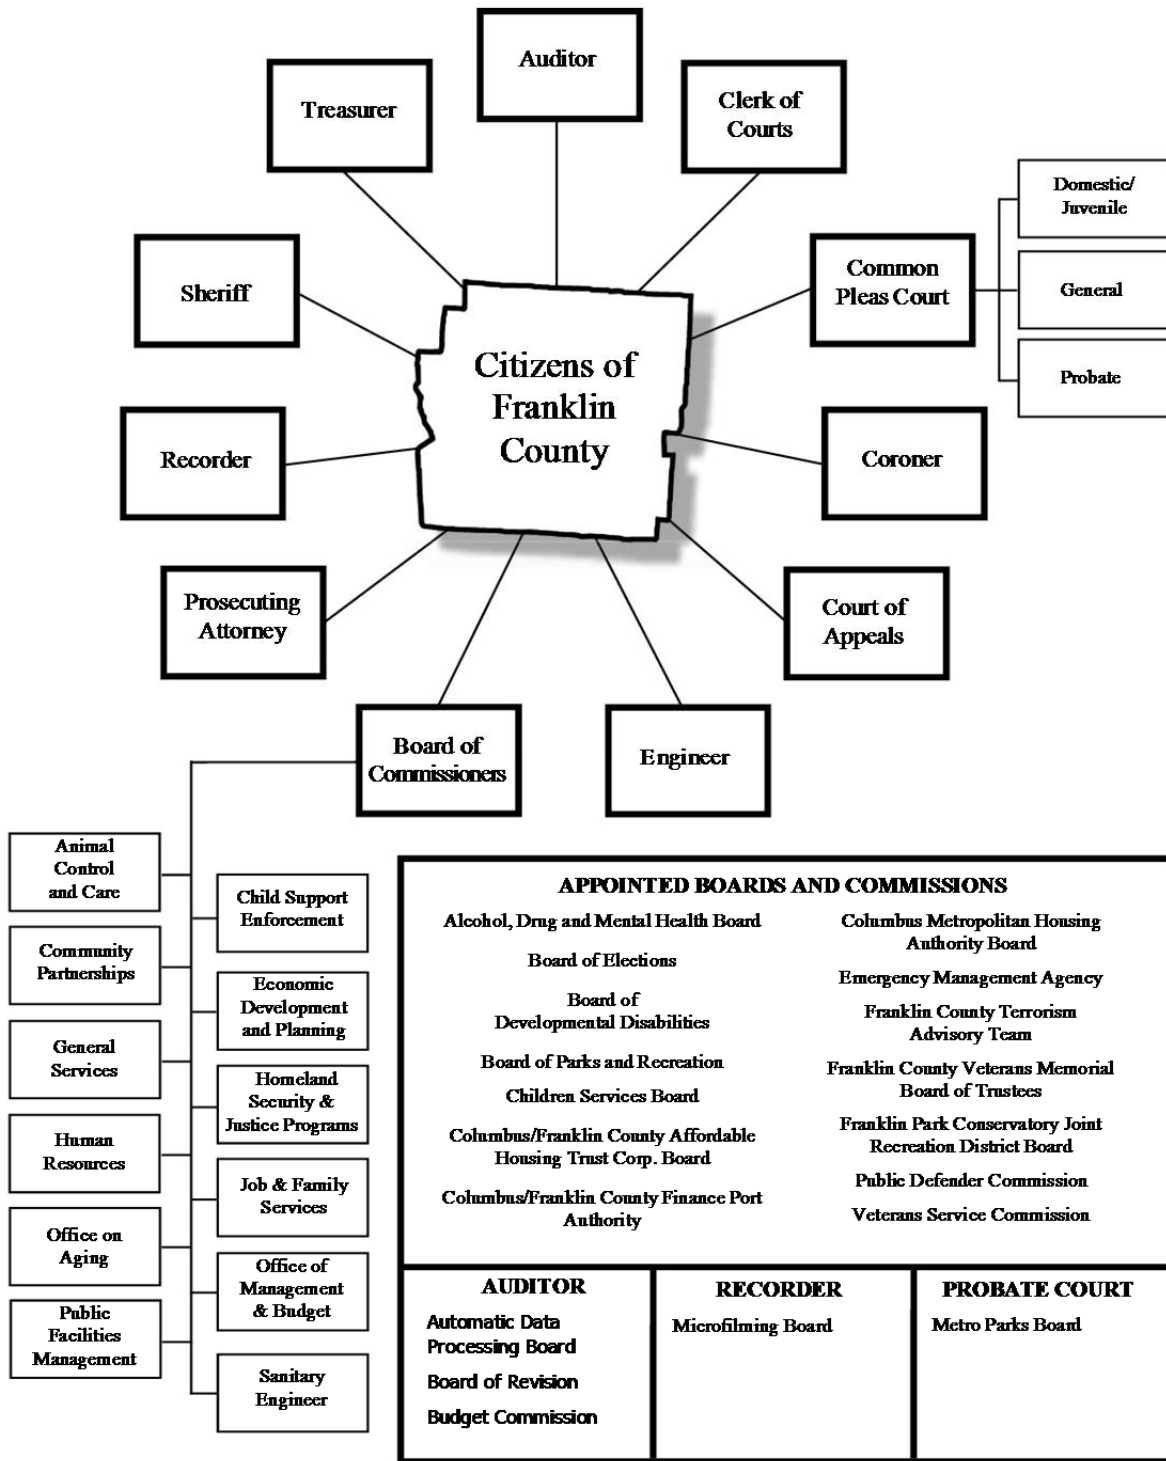 Auditor
Treasurer
Clerk of
Courts
Domestic/
Juvenile
Sheriff
Common
Pleas Court
General
Probate
Citizens of
Franklin
County
Recorder
Coroner
Prosecuting
Attorney
Court of
Appeals
Board of
Commissioners
Engineer
Animal
Control
and Care
Child Support
Enforcement
Community
Partnerships
Economic
Development
and Planning
General
Services
Homeland
Security &
Justice Programs
Human
Resources
Job & Family
Services
Office on
Aging
Office of
Management
& Budget
Public
Facilities
Management
Sanitary
Engineer
APPOINTED BOARDS AND COMMISSIONS
Alcohol, Drug and Mental Health Board
Board of Elections
Board of
Developmental Disabilities
Board of Parks and Recreation
Children Services Board
Columbus/Franklin County Affordable
Housing Trust Corp. Board
Columbus/Franklin County Finance Port
Authority
Columbus Metropolitan Housing
Authority Board
Emergency Management Agency
Franklin County Terrorism
Advisory Team
Franklin County Veterans Memorial
Board of Trustees
Franklin Park Conservatory Joint
Recreation District Board
Public Defender Commission
Veterans Service Commission
AUDITOR
Automatic Data
Processing Board
Board of Revision
Budget Commission
RECORDER
Microfilming Board
PROBATE COURT
Metro Parks Board